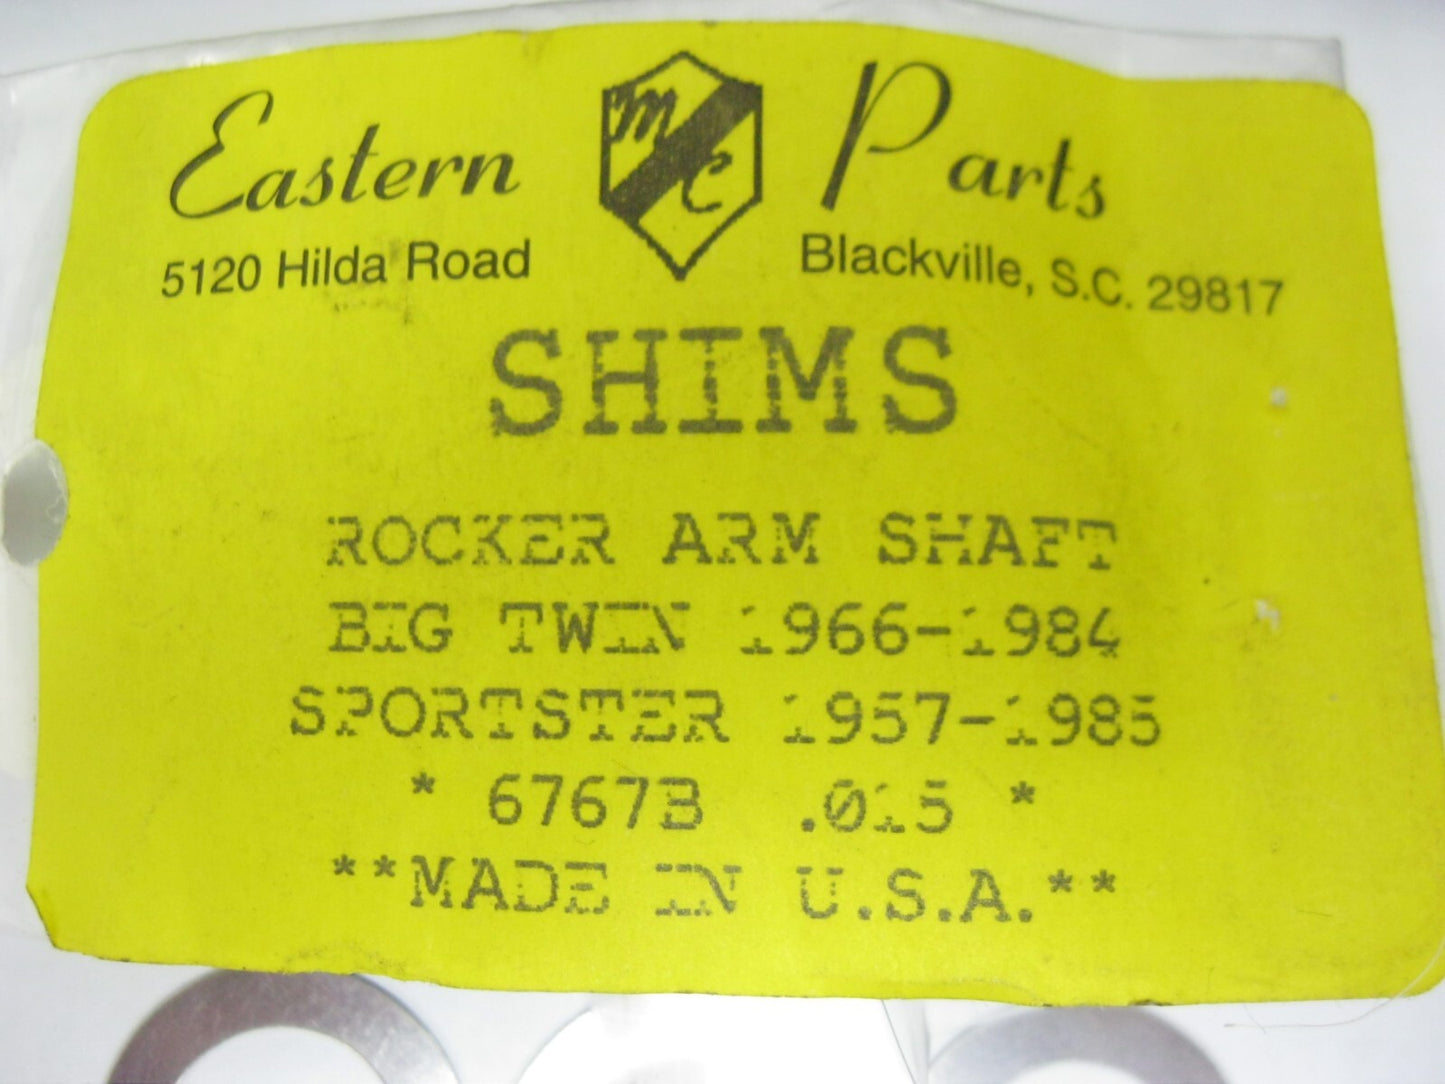 Eastern MC Parts
5120 Hilda Road Blackville, S.C. 29817
SHIMS
ROCKER ARM SHAFT
BIG TWIN 1966-1984
SPORTSTER 1957-1985
* 6767B .015 *
**MADE IN U.S.A.**